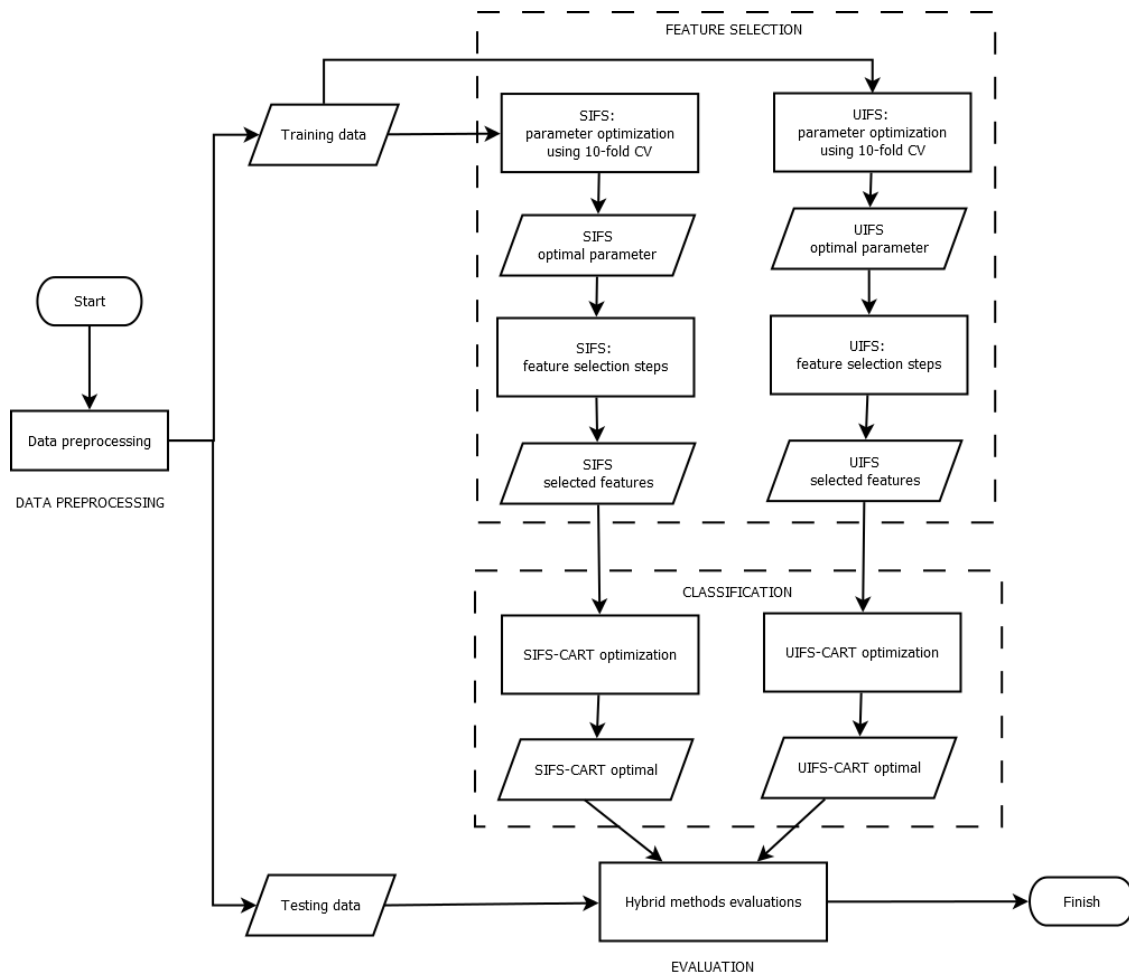 FEATURE SELECTION
Training data
SIFS:
parameter optimization
using 10-fold CV
UIFS:
parameter optimization
using 10-fold CV
SIFS
optimal parameter
UIFS
optimal parameter
Start
SIFS:
feature selection steps
UIFS:
feature selection steps
Data preprocessing
SIFS
selected features
UIFS
selected features
DATA PREPROCESSING
CLASSIFICATION
SIFS-CART optimization
UIFS-CART optimization
SIFS-CART optimal
UIFS-CART optimal
Testing data
Hybrid methods evaluations
Finish
EVALUATION